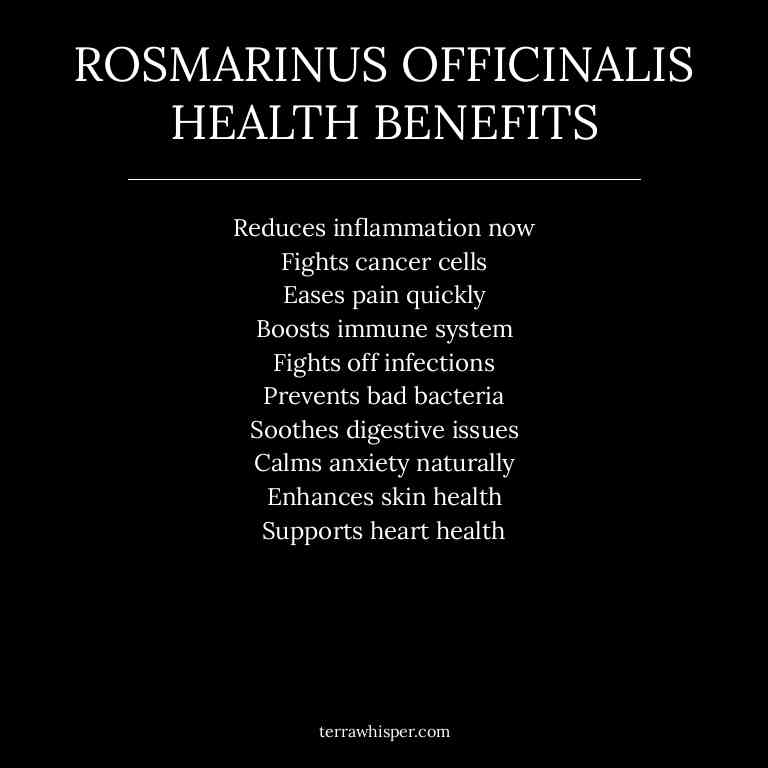 ROSMARINUS OFFICINALIS
HEALTH BENEFITS
Reduces inflammation now
Fights cancer cells
Eases pain quickly
Boosts immune system
Fights off infections
Prevents bad bacteria
Soothes digestive issues
Calms anxiety naturally
Enhances skin health
Supports heart health
terrawhisper.com